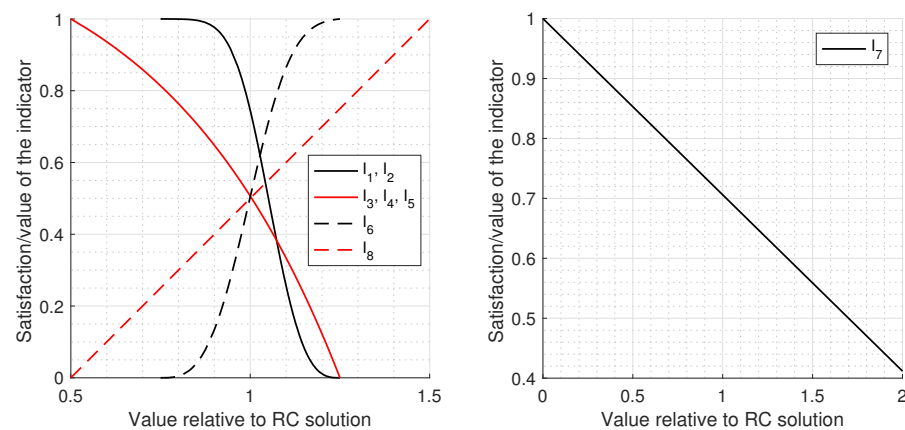 Satisfaction/value of the indicator
1
0.8
0.6
0.4
0.2
0
0.5
1
1.5
Value relative to RC solution
I1, I2
I3, I4, I5
I6
I8
Satisfaction/value of the indicator
1
0.9
0.8
0.7
0.6
0.5
0.4
0
0.5
1
1.5
2
Value relative to RC solution
I7